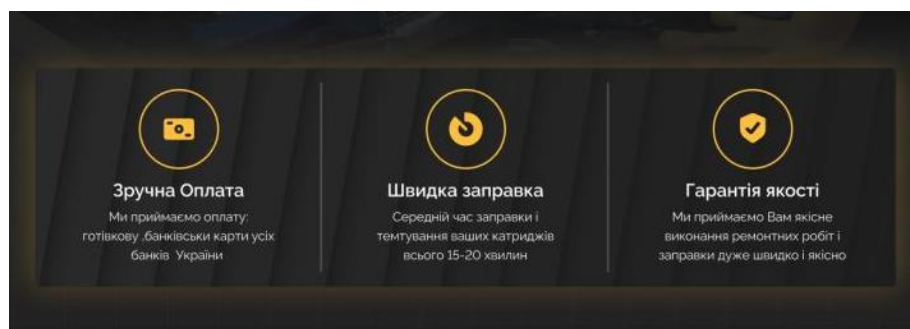 Зручна Оплата
Ми приймаємо оплату:
готівкову ,банківськи карти усіх
банків України
Швидка заправка
Середній час заправки і
темтування ваших катриджів
всього 15-20 хвилин
Гарантія якості
Ми приймаємо Вам якісне
виконання ремонтних робіт і
заправки дуже швидко і якісно